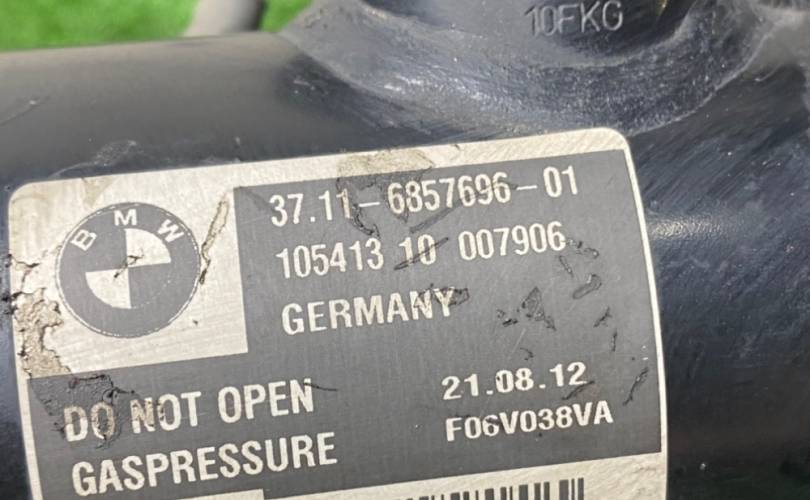 10FKG
BMW
37.11-6857696-01
105413 10 007906
GERMANY
DO NOT OPEN
GASPRESSURE
21.08.12
F06V038VA